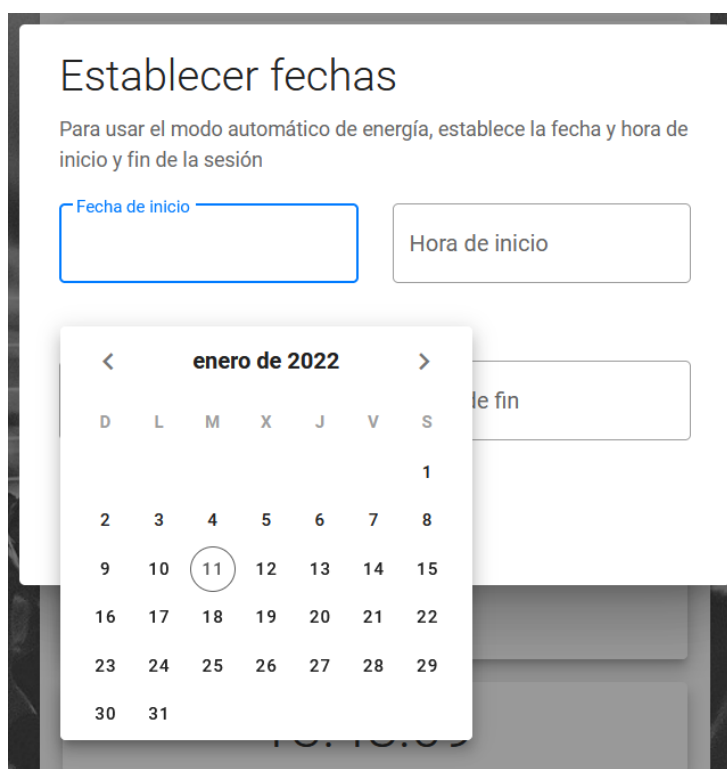 Establecer fechas
Para usar el modo automático de energía, establece la fecha y hora de
inicio y fin de la sesión
Fecha de inicio
Hora de inicio
enero de 2022
de fin
D L M X J V S
1
2 3 4 5 6 7 8
9 10 11 12 13 14 15
16 17 18 19 20 21 22
23 24 25 26 27 28 29
30 31